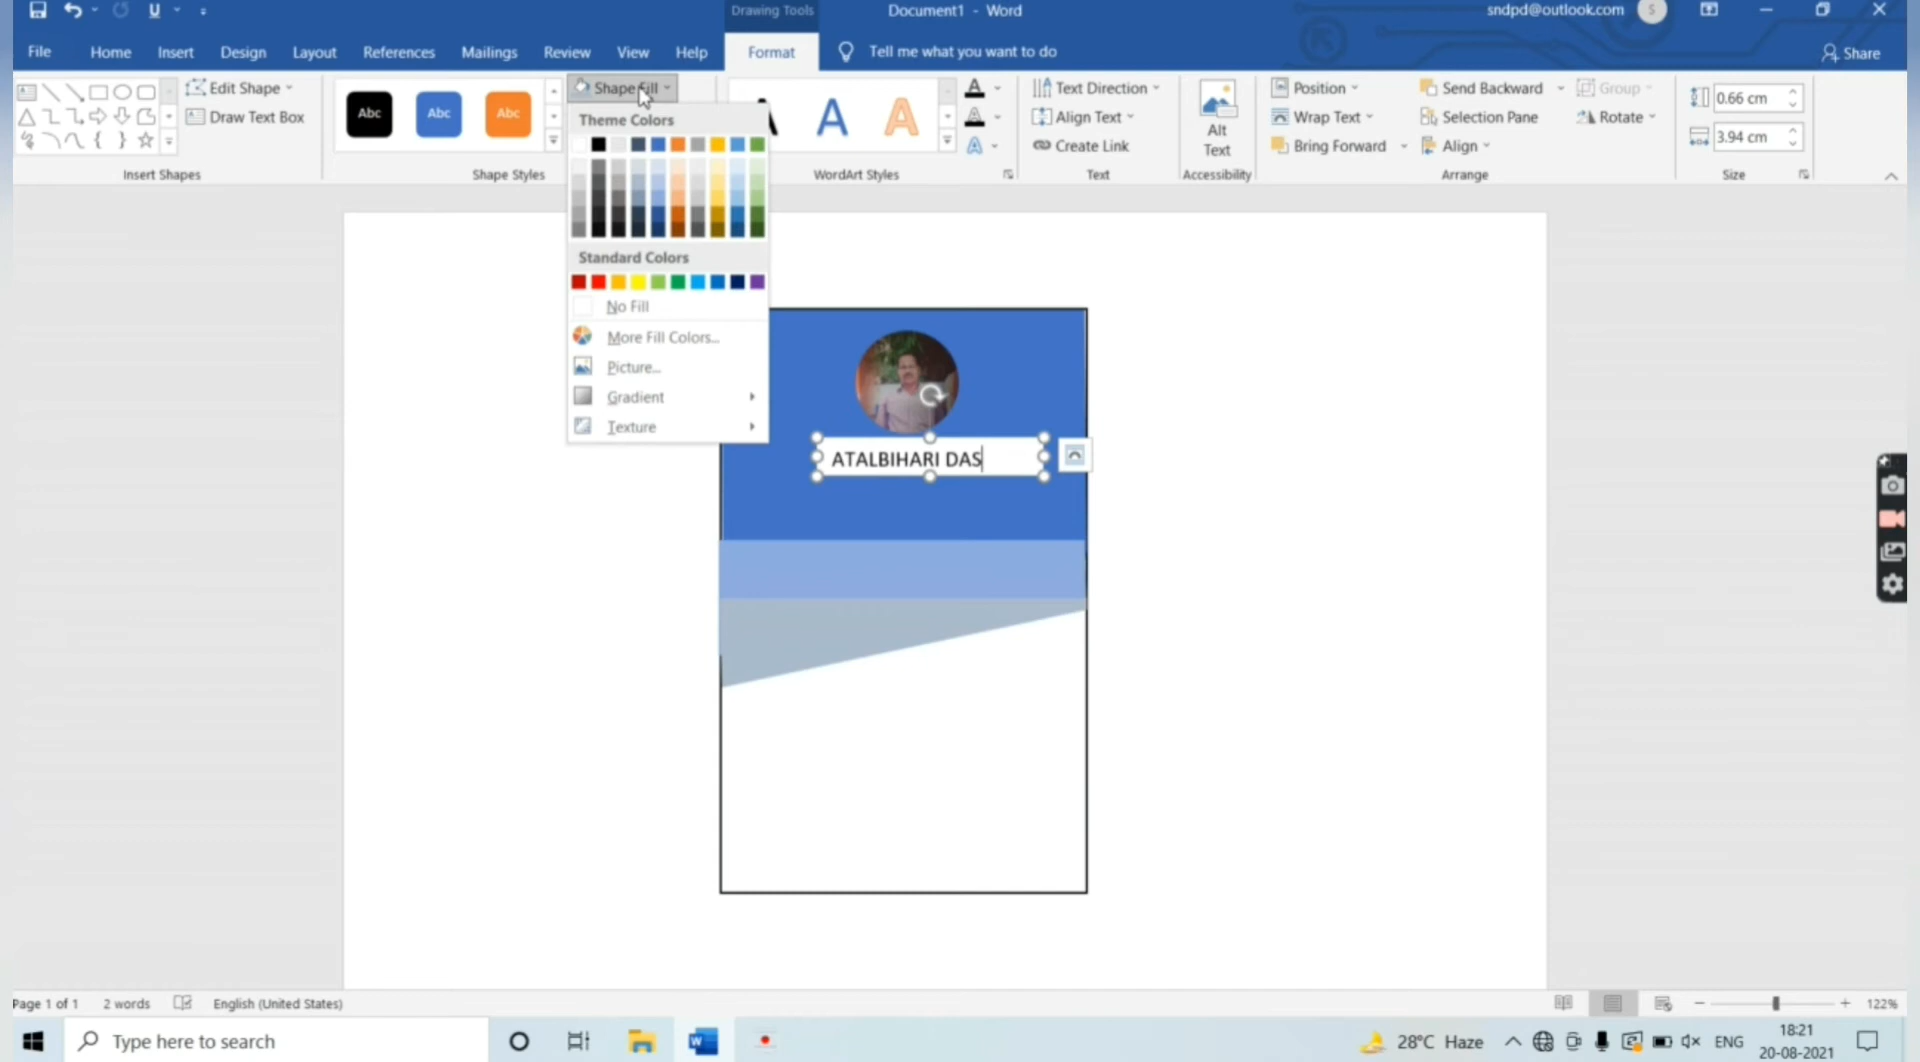 U
Drawing Tools
Document1 - Word
sndpd@outlook.com
S
File
Home
Insert
Design
Layout
References
Mailings
Review
View
Help
Format
Tell me what you want to do
Share
Edit Shape
Draw Text Box
Insert Shapes
Abc
Abc
Abc
Shape Styles
Shape Fill
Theme Colors
Standard Colors
No Fill
More Fill Colors...
Picture...
Gradient
Texture
A
A
A
A
A
WordArt Styles
Text Direction
Align Text
Create Link
Text
Alt
Text
Accessibility
Position
Wrap Text
Bring Forward
Send Backward
Selection Pane
Align
Group
Rotate
Arrange
0.66 cm
3.94 cm
Size
ATALBIHARI DAS
Page 1 of 1
2 words
English (United States)
122%
Type here to search
W
28°C Haze
ENG
18:21
20-08-2021